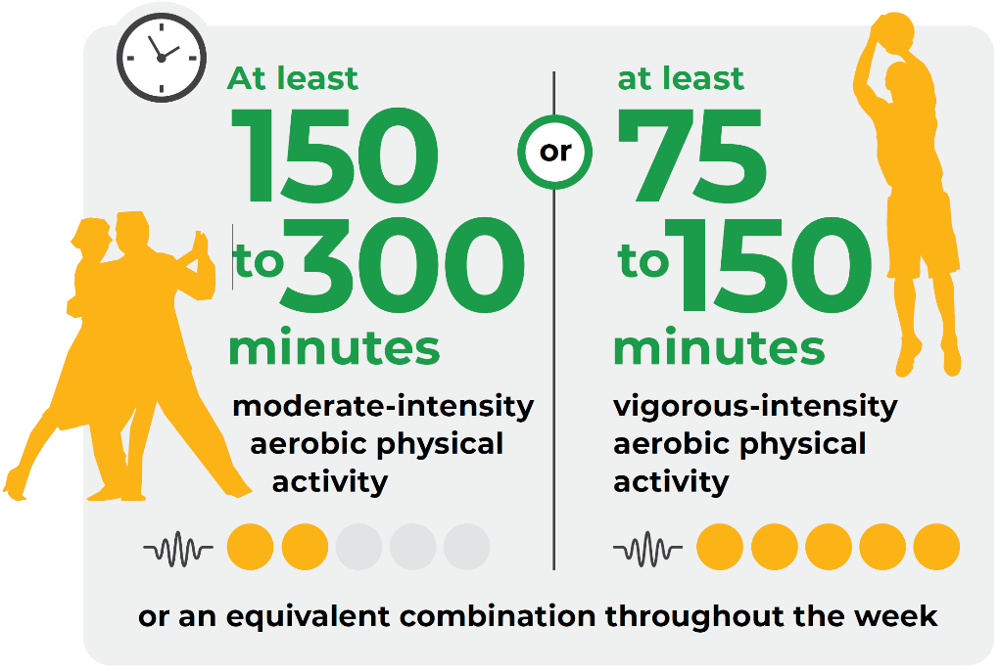 At least
150
to 300
minutes
moderate-intensity
aerobic physical
activity
or
at least
75
to 150
minutes
vigorous-intensity
aerobic physical
activity
or an equivalent combination throughout the week